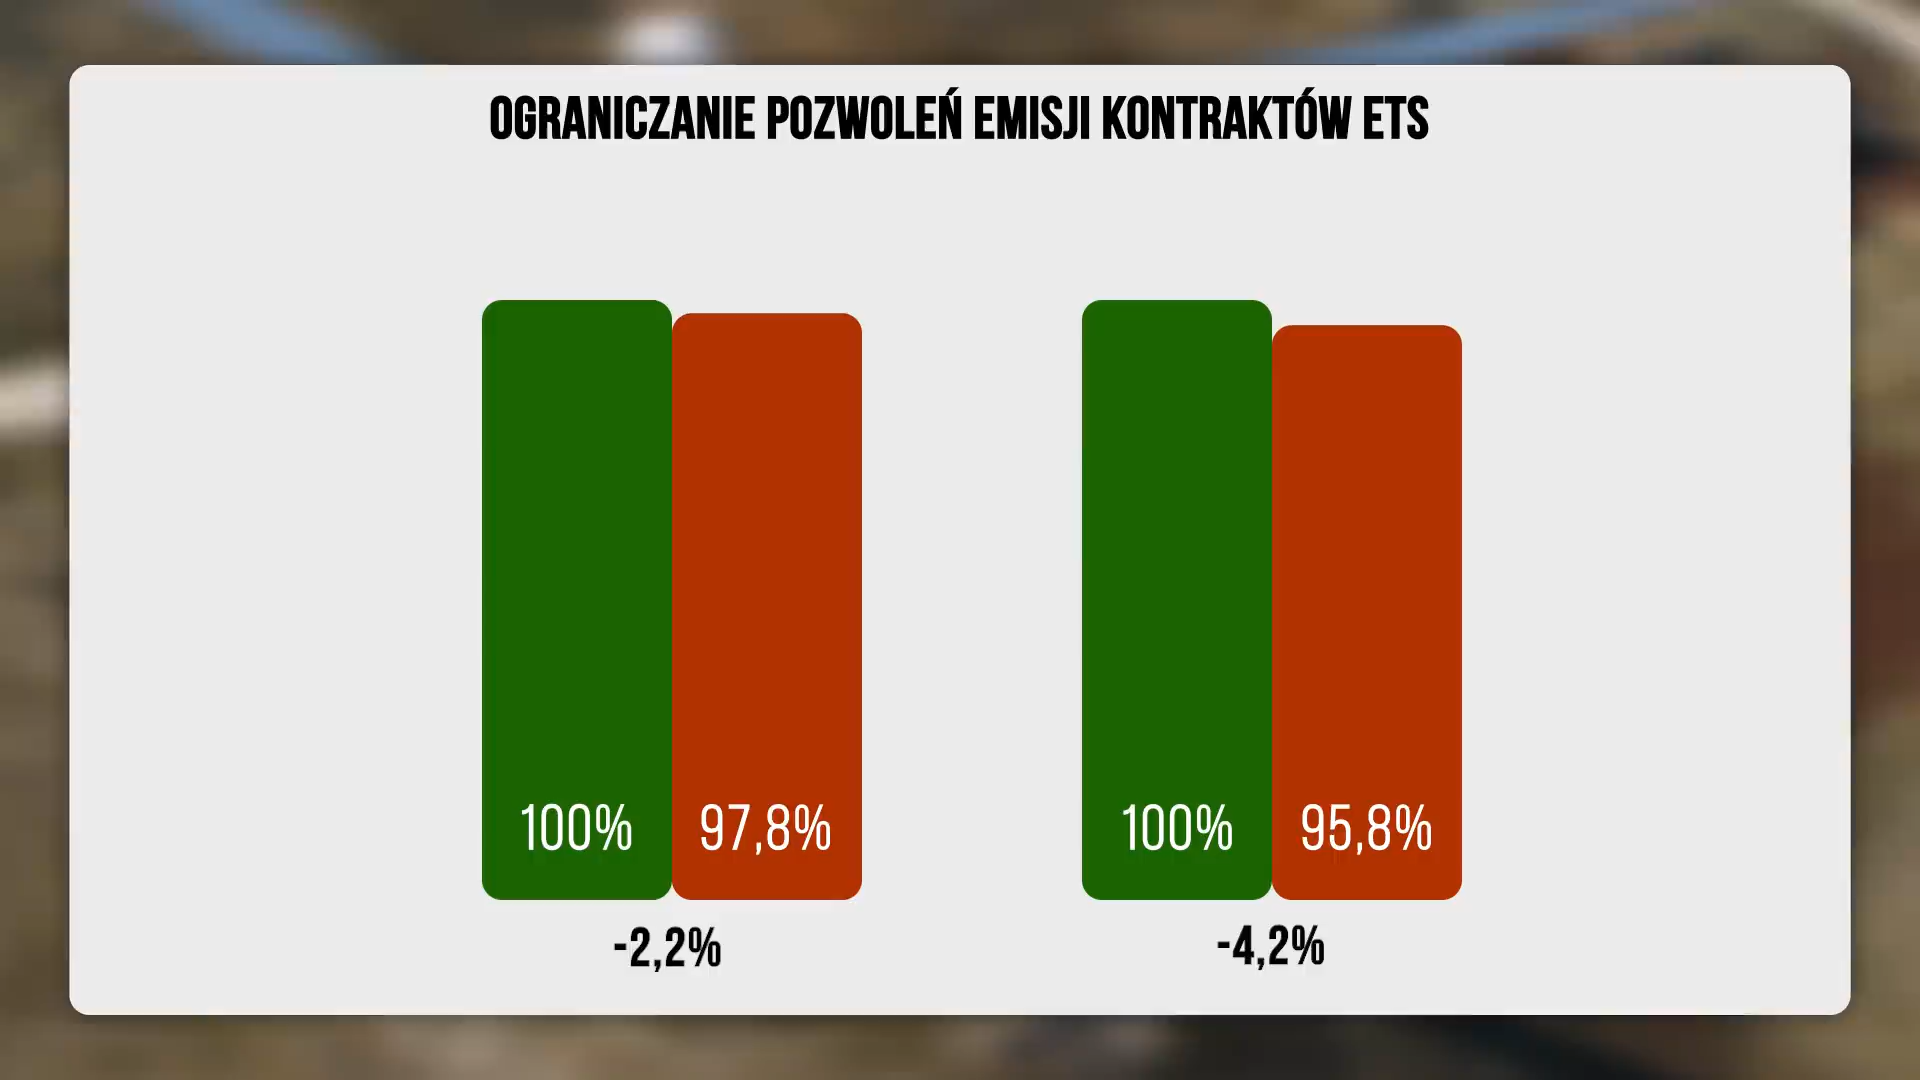 OGRANICZANIE POZWOLEŃ EMISJI KONTRAKTÓW ETS
100% 97,8% 100% 95,8%
-2,2% -4,2%